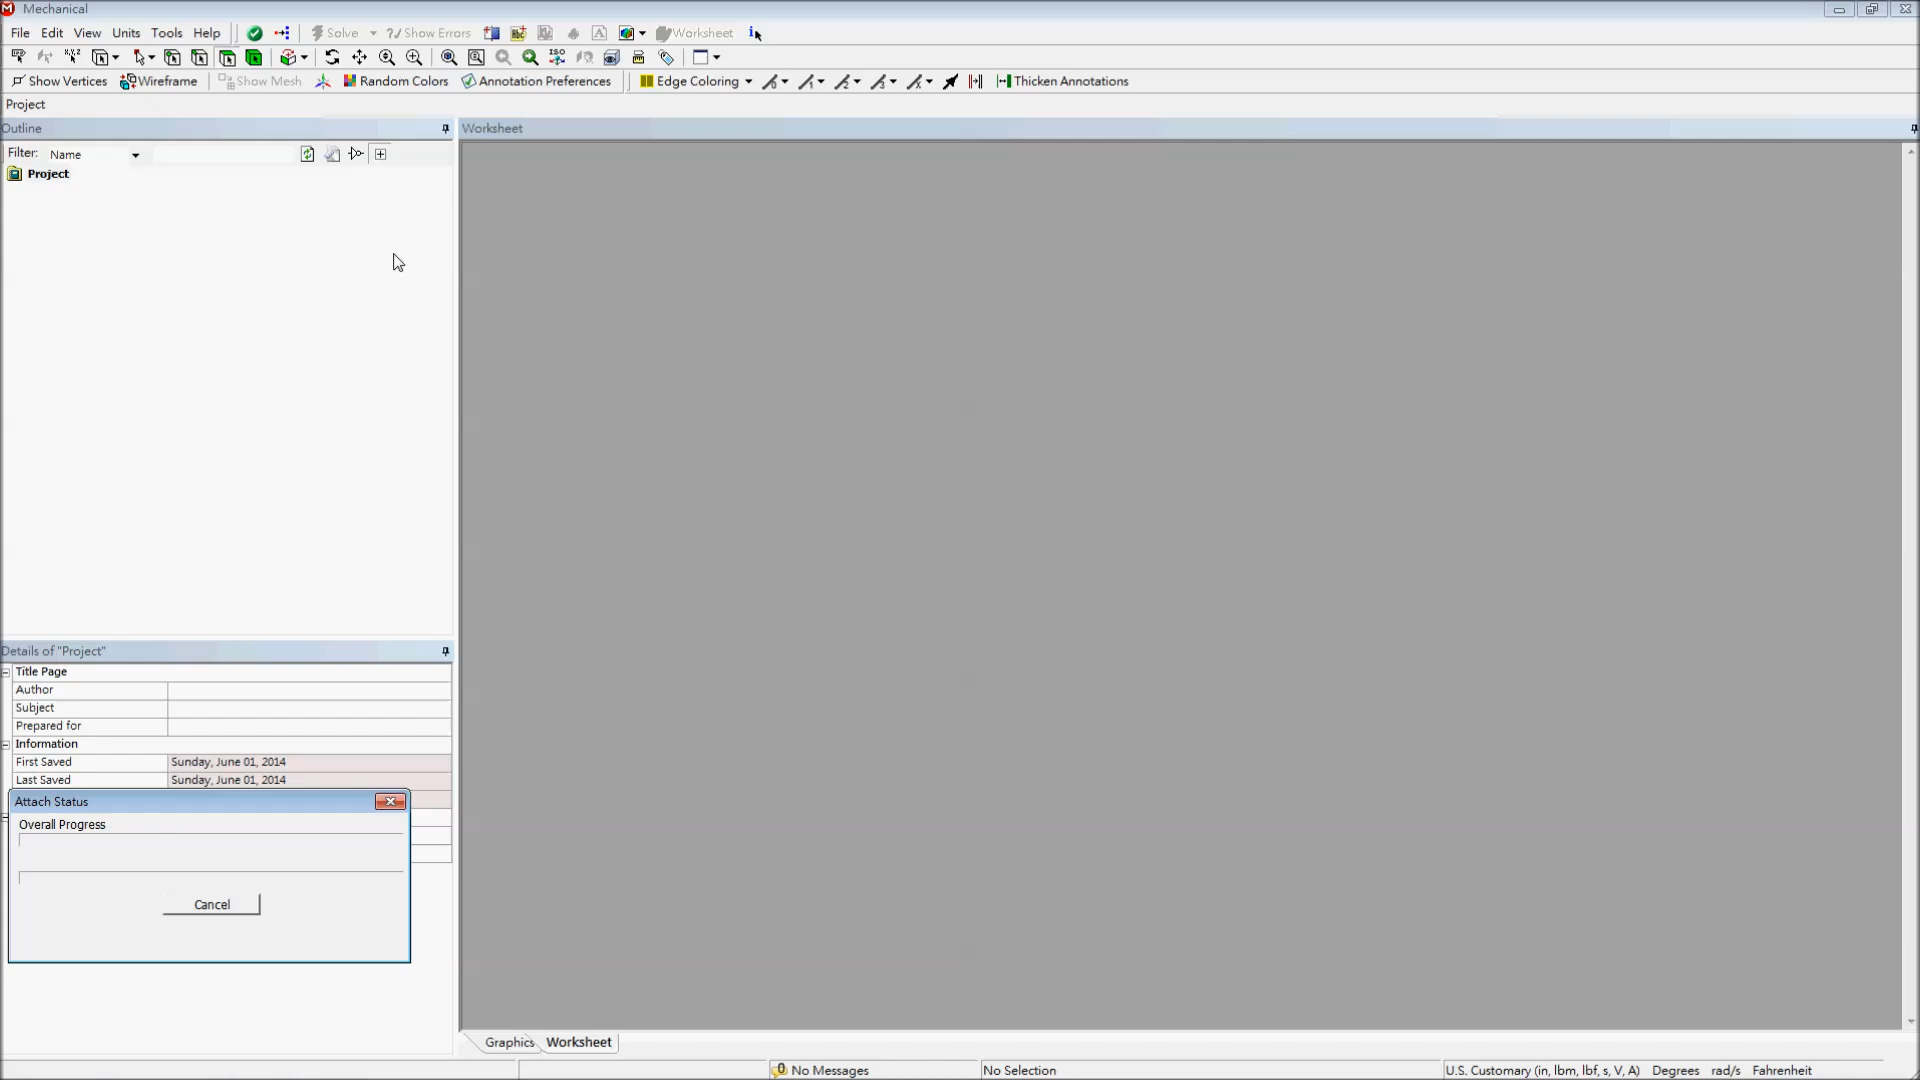 Mechanical
File Edit View Units Tools Help Solve ?/ Show Errors Worksheet
Show Vertices Wireframe Show Mesh Random Colors Annotation Preferences Edge Coloring Thicken Annotations
Project
Outline
Worksheet
Filter: Name
Project
Details of "Project"
Title Page
Author
Subject
Prepared for
Information
First Saved Sunday, June 01, 2014
Last Saved Sunday, June 01, 2014
Attach Status
Overall Progress
Cancel
Graphics Worksheet
0 No Messages No Selection U.S. Customary (in, lbm, lbf, s, V, A) Degrees rad/s Fahrenheit